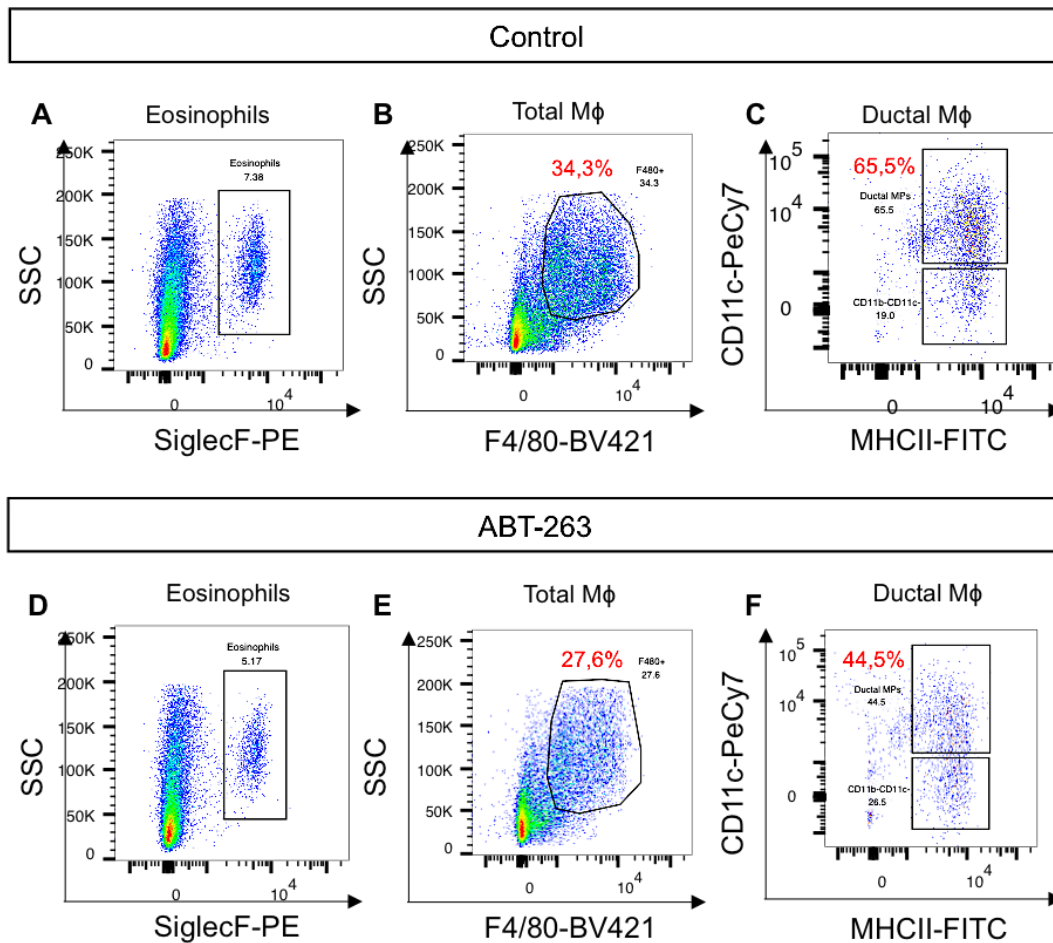 Control
A
Eosinophils
250K
200K
150K
100K
50K
0
Eosinophils
7.38
0
10^4
SSC
SiglecF-PE
B
Total Mϕ
250K
200K
150K
100K
50K
0
34,3%
F480+
34.3
0
10^4
SSC
F4/80-BV421
C
Ductal Mϕ
10^5
10^4
0
65,5%
Ductal MPs
65.5
CD11b-CD11c-
19.0
0
10^4
CD11c-PeCy7
MHCII-FITC
ABT-263
D
Eosinophils
250K
200K
150K
100K
50K
0
Eosinophils
5.17
0
10^4
SSC
SiglecF-PE
E
Total Mϕ
250K
200K
150K
100K
50K
0
27,6%
F480+
27.6
0
10^4
SSC
F4/80-BV421
F
Ductal Mϕ
10^5
10^4
0
44,5%
Ductal MPs
44.5
CD11b-CD11c-
26.5
0
10^4
CD11c-PeCy7
MHCII-FITC